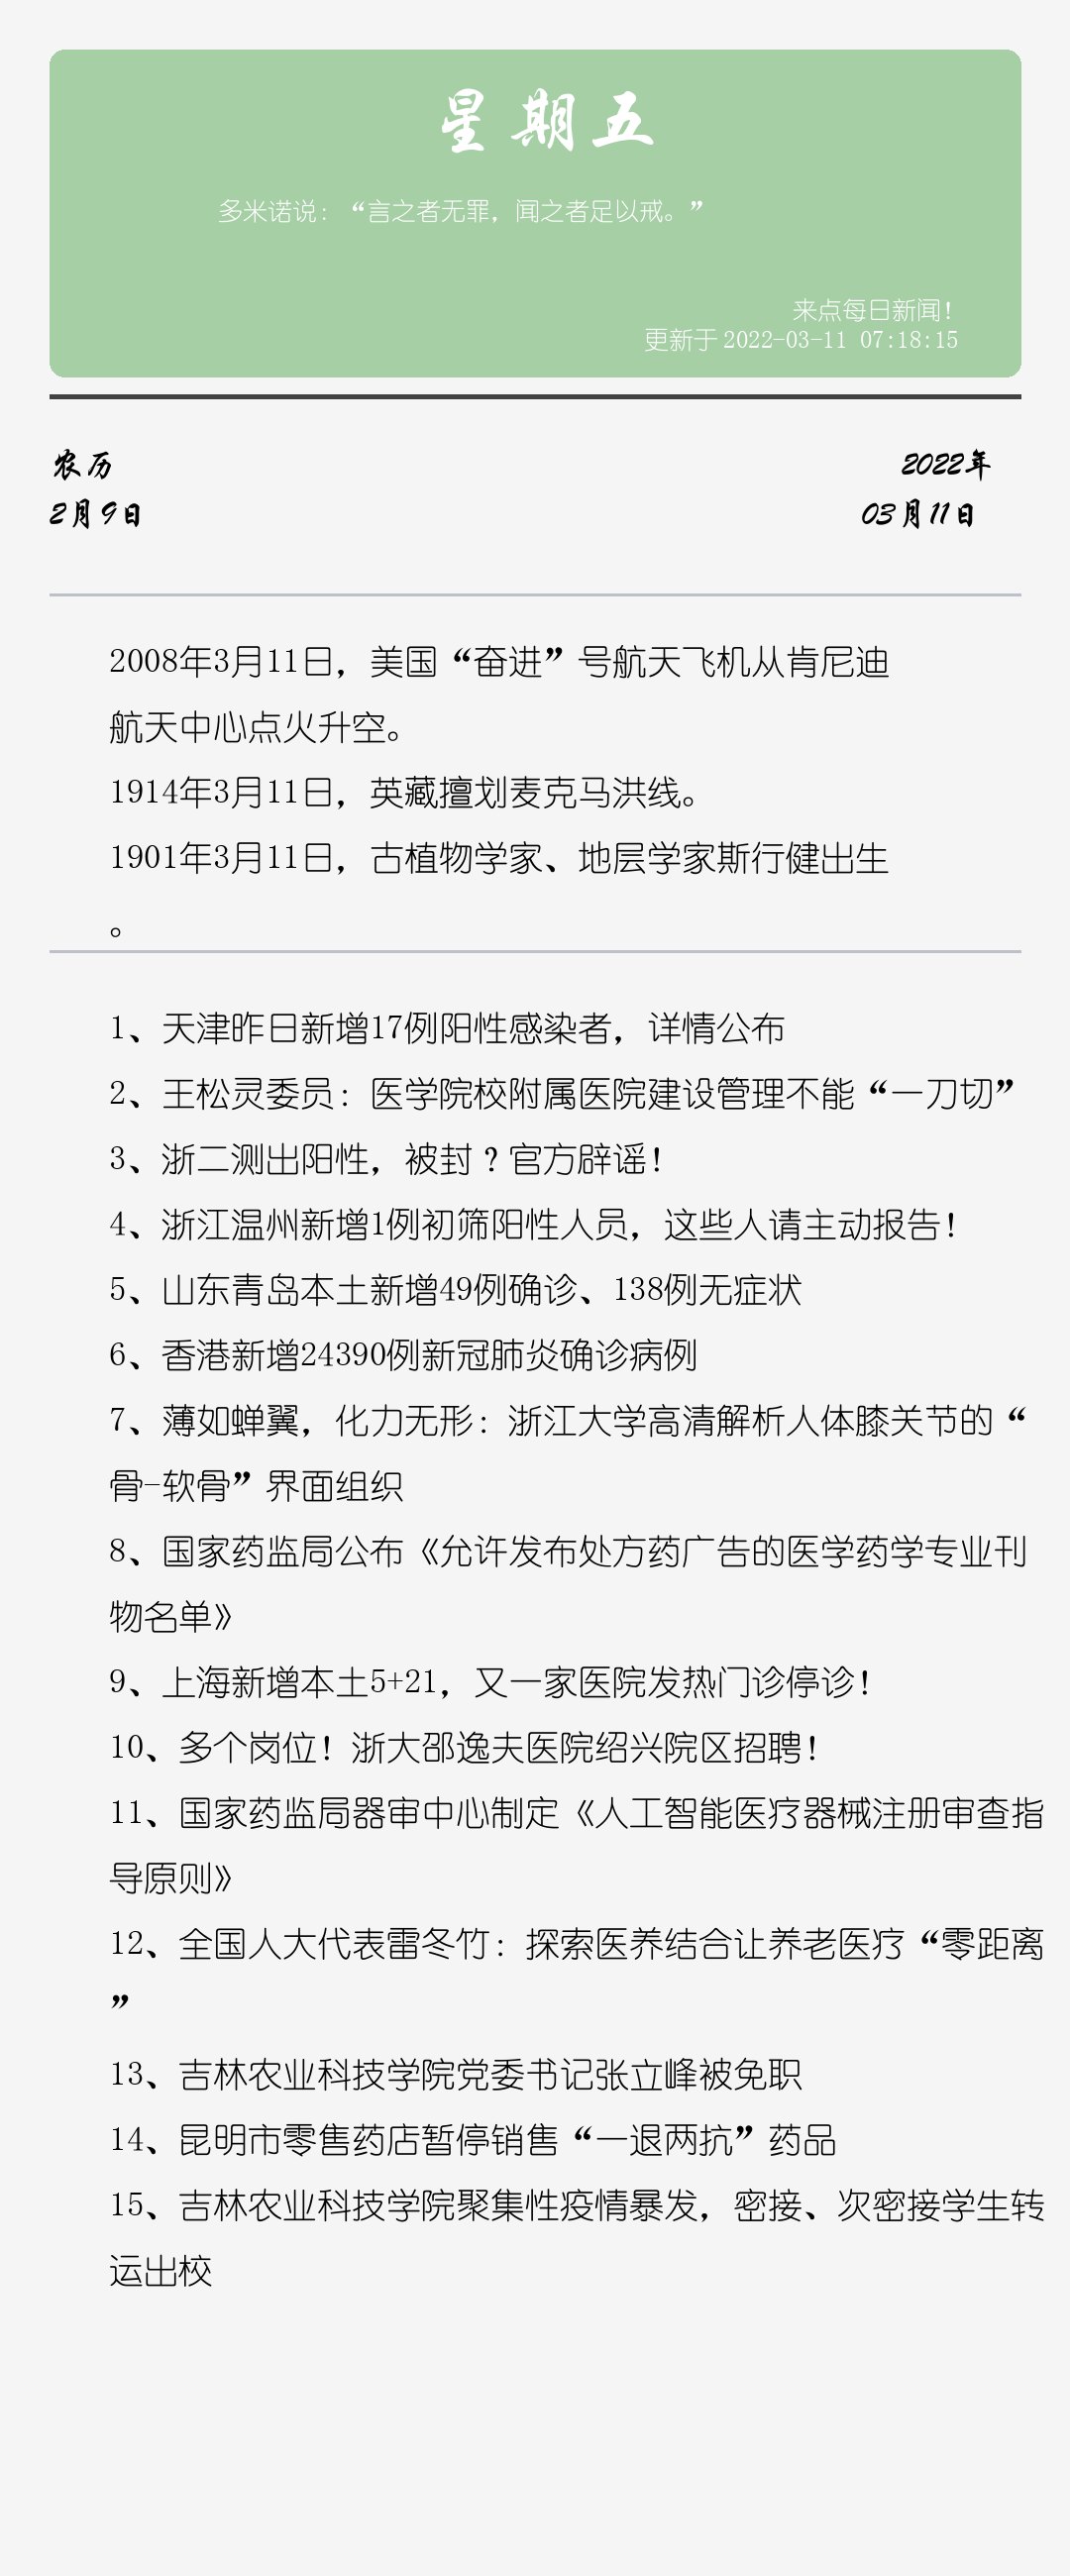 星期五
多米诺说：“言之者无罪，闻之者足以戒。”
来点每日新闻！
更新于2022-03-11 07:18:15
农历
2022年
2月9日
03月11日
2008年3月11日，美国“奋进”号航天飞机从肯尼迪
航天中心点火升空。
1914年3月11日，英藏擅划麦克马洪线。
1901年3月11日，古植物学家、地层学家斯行健出生
。
1、天津昨日新增17例阳性感染者，详情公布
2、王松灵委员：医学院校附属医院建设管理不能“一刀切”
3、浙二测出阳性，被封？官方辟谣！
4、浙江温州新增1例初筛阳性人员，这些人请主动报告！
5、山东青岛本土新增49例确诊、138例无症状
6、香港新增24390例新冠肺炎确诊病例
7、薄如蝉翼，化力无形：浙江大学高清解析人体膝关节的“
骨-软骨”界面组织
8、国家药监局公布《允许发布处方药广告的医学药学专业刊
物名单》
9、上海新增本土5+21，又一家医院发热门诊停诊！
10、多个岗位！浙大邵逸夫医院绍兴院区招聘！
11、国家药监局器审中心制定《人工智能医疗器械注册审查指
导原则》
12、全国人大代表雷冬竹：探索医养结合让养老医疗“零距离
”
13、吉林农业科技学院党委书记张立峰被免职
14、昆明市零售药店暂停销售“一退两抗”药品
15、吉林农业科技学院聚集性疫情暴发，密接、次密接学生转
运出校